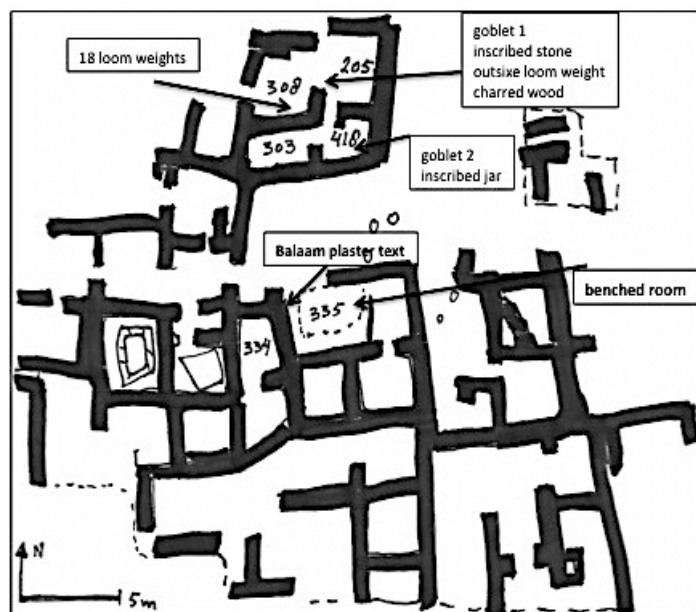 goblet 1
inscribed stone
outsixe loom weight
charred wood
18 loom weights
205
308
303
418
goblet 2
inscribed jar
Balaam plaster text
335
benched room
334
N
5m